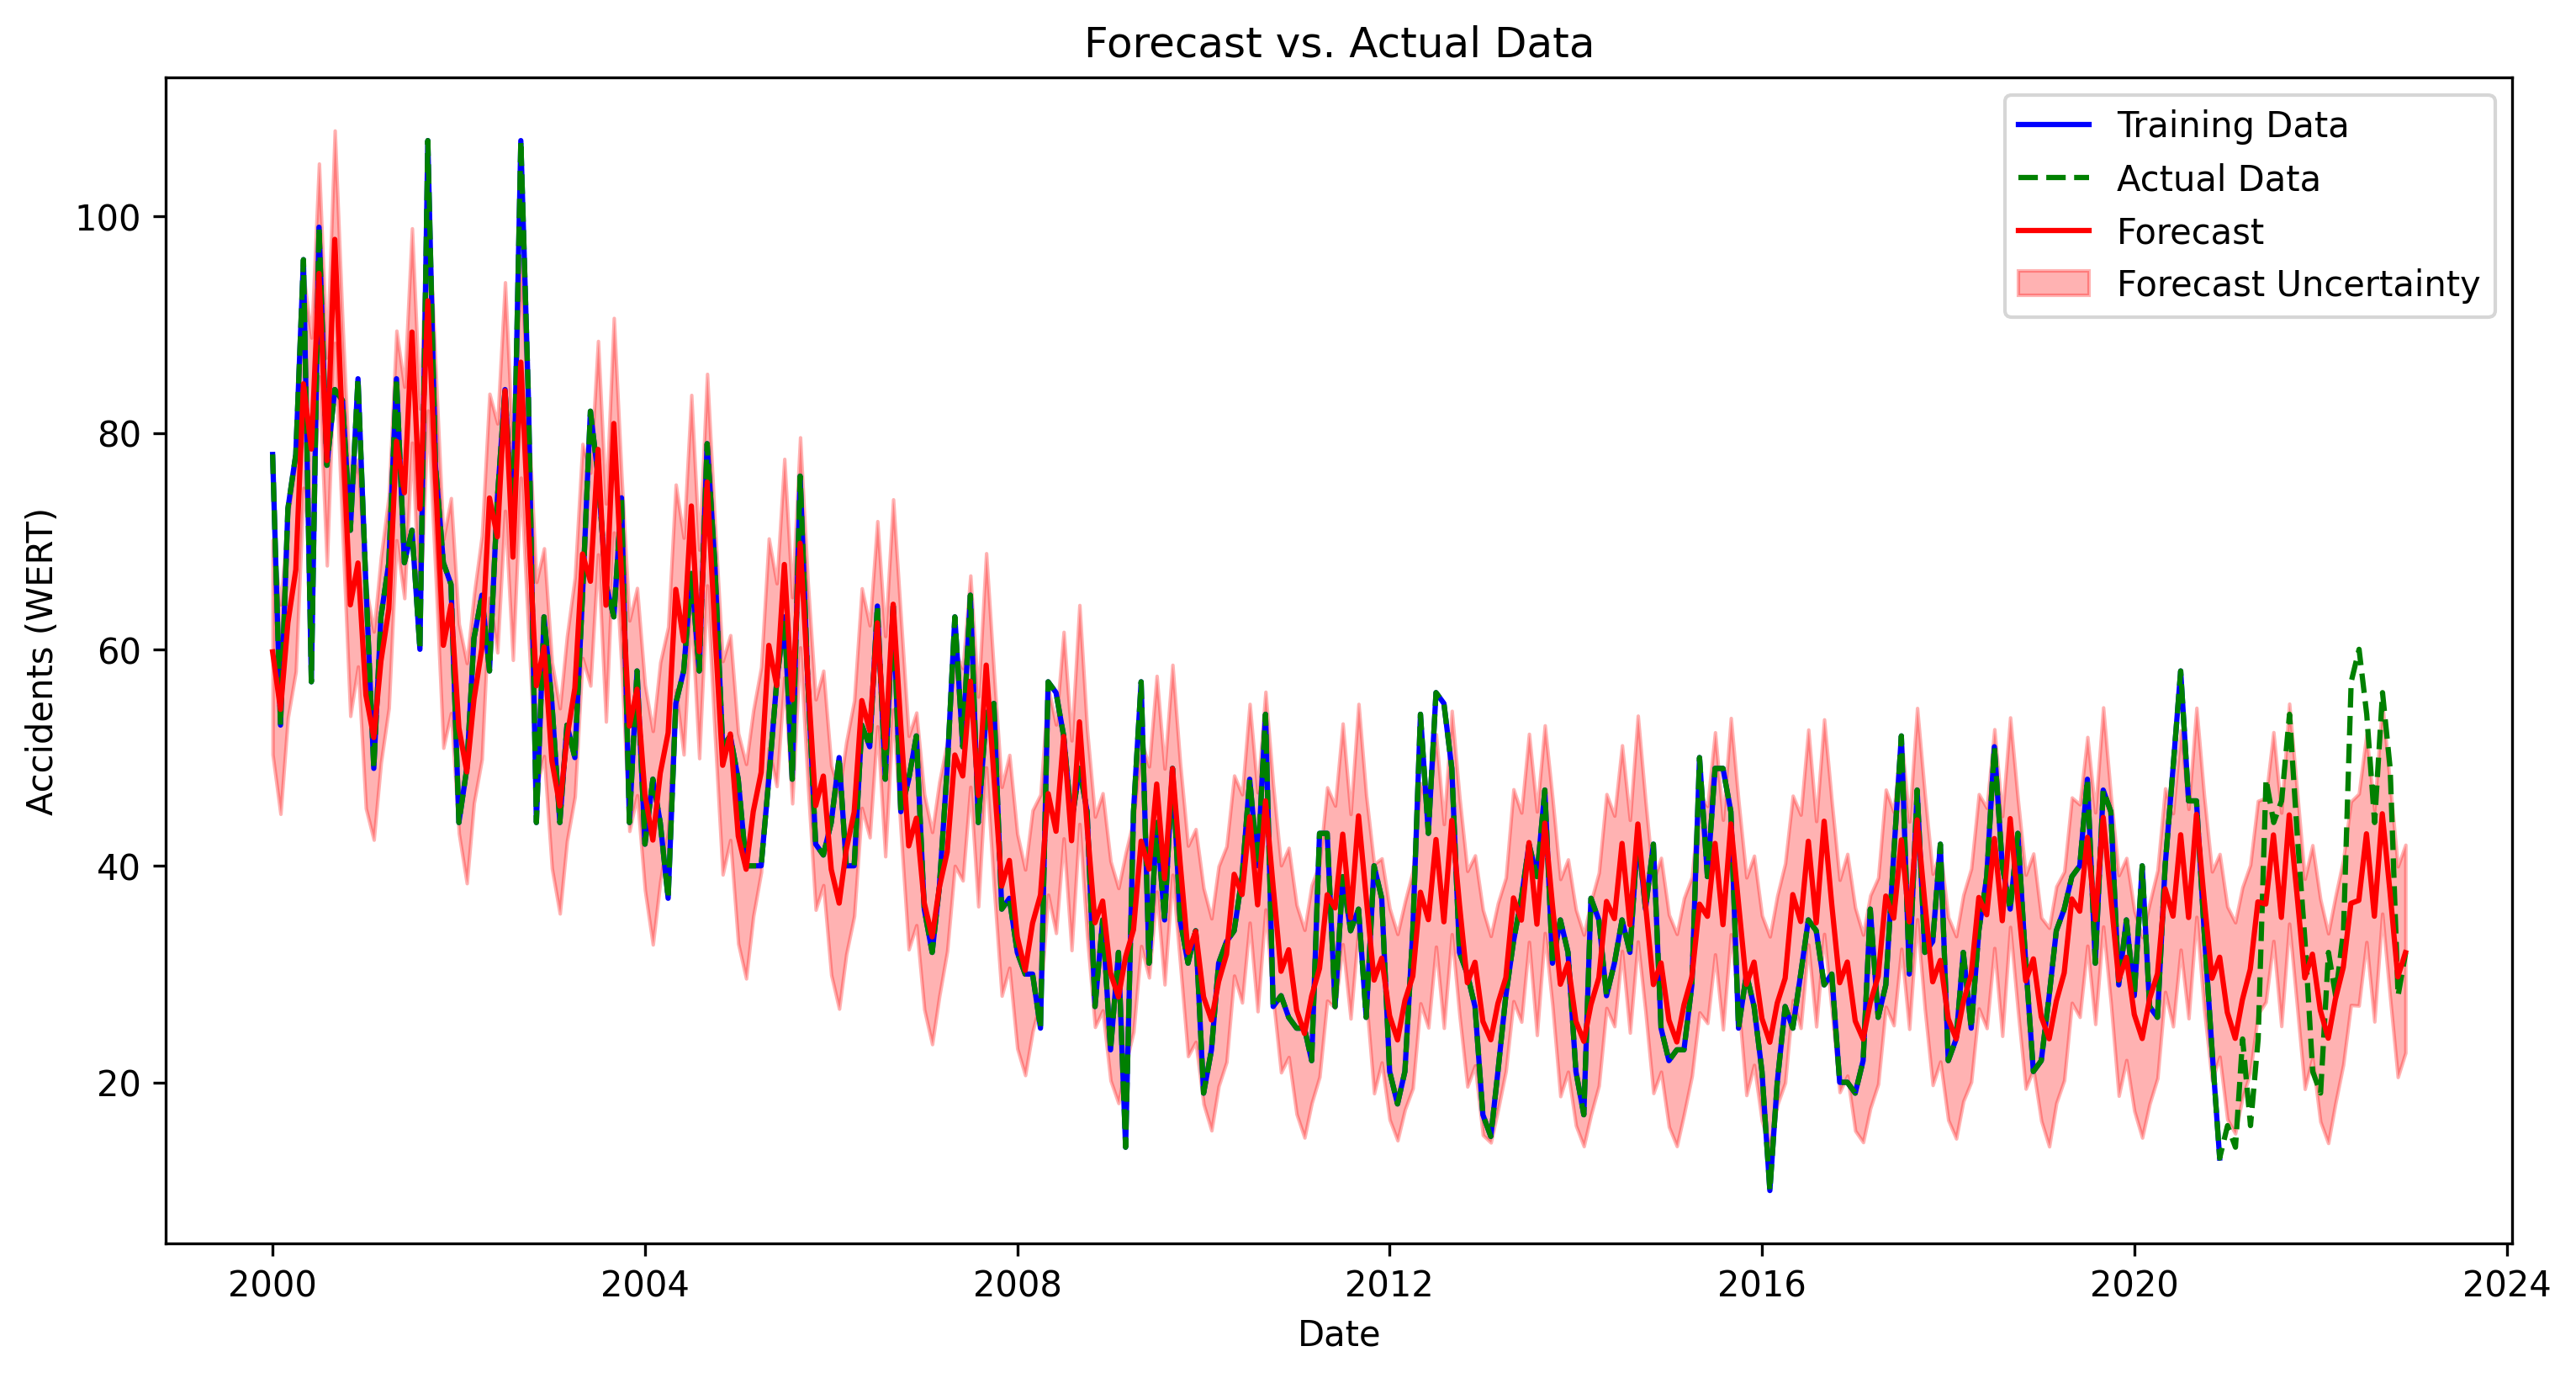 Forecast vs. Actual Data
Training Data
Actual Data
Forecast
Forecast Uncertainty
Accidents (WERT)
100
80
60
40
20
2000 2004 2008 2012 2016 2020 2024
Date